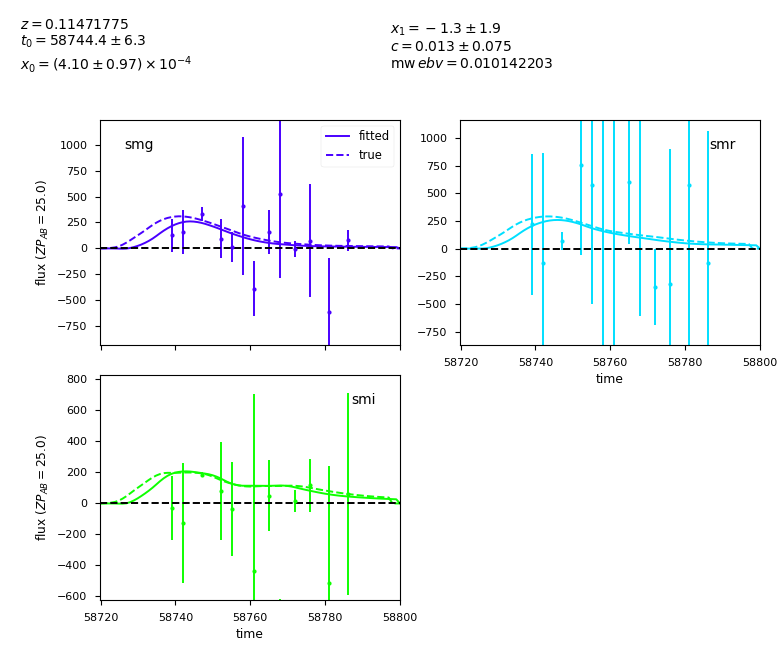 z = 0.11471775
t₀ = 58744.4 ± 6.3
x₀ = (4.10 ± 0.97) × 10⁻⁴
x₁ = −1.3 ± 1.9
c = 0.013 ± 0.075
mw ebv = 0.010142203
smg
fitted
true
1000
750
500
250
0
−250
−500
−750
flux (ZP_AB = 25.0)
smr
1000
750
500
250
0
−250
−500
−750
58720 58740 58760 58780 58800
time
smi
800
600
400
200
0
−200
−400
−600
flux (ZP_AB = 25.0)
58720 58740 58760 58780 58800
time